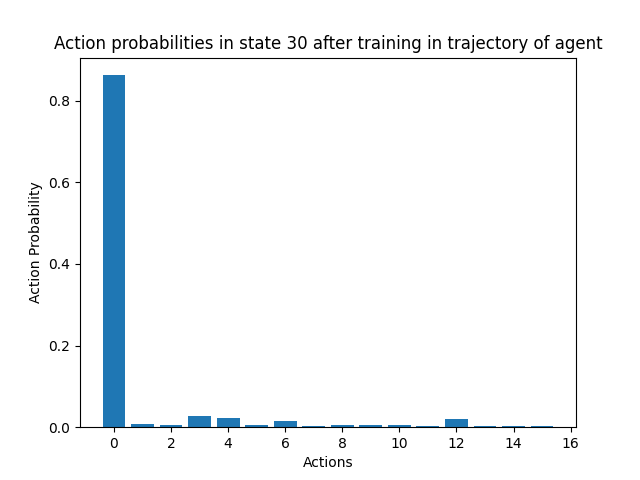 Action probabilities in state 30 after training in trajectory of agent
0.8
0.6
0.4
0.2
0.0
Action Probability
0 2 4 6 8 10 12 14 16
Actions